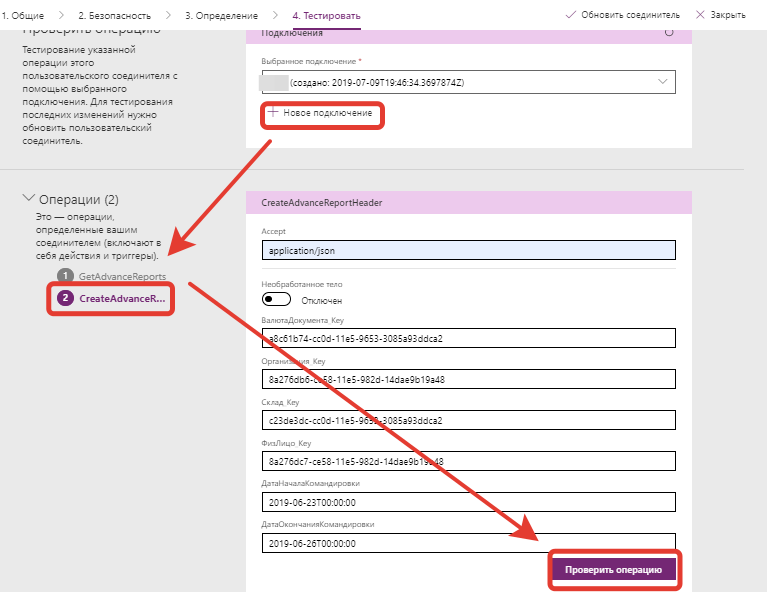 1. Общие > 2. Безопасность > 3. Определение > 4. Тестировать
Обновить соединитель
Закрыть
Проверить операцию
Тестирование указанной
операции этого
пользовательского соединителя с
помощью выбранного
подключения. Для тестирования
последних изменений нужно
обновить пользовательский
соединитель.
Подключения
Выбранное подключение *
(создано: 2019-07-09T19:46:34.3697874Z)
+ Новое подключение
Операции (2)
Это — операции,
определенные вашим
соединителем (включают в
себя действия и триггеры).
1 GetAdvanceReports
2 CreateAdvanceR...
CreateAdvanceReportHeader
Accept
application/json
Необработанное тело
Отключен
ВалютаДокумента_Key
a8c61b74-cc0d-11e5-9653-3085a93ddca2
Организация_Key
8a276db6-ce58-11e5-982d-14dae9b19a48
Склад_Key
c23de3dc-cc0d-11e5-9653-3085a93ddca2
ФизЛицо_Key
8a276dc7-ce58-11e5-982d-14dae9b19a48
ДатаНачалаКомандировки
2019-06-23T00:00:00
ДатаОкончанияКомандировки
2019-06-26T00:00:00
Проверить операцию